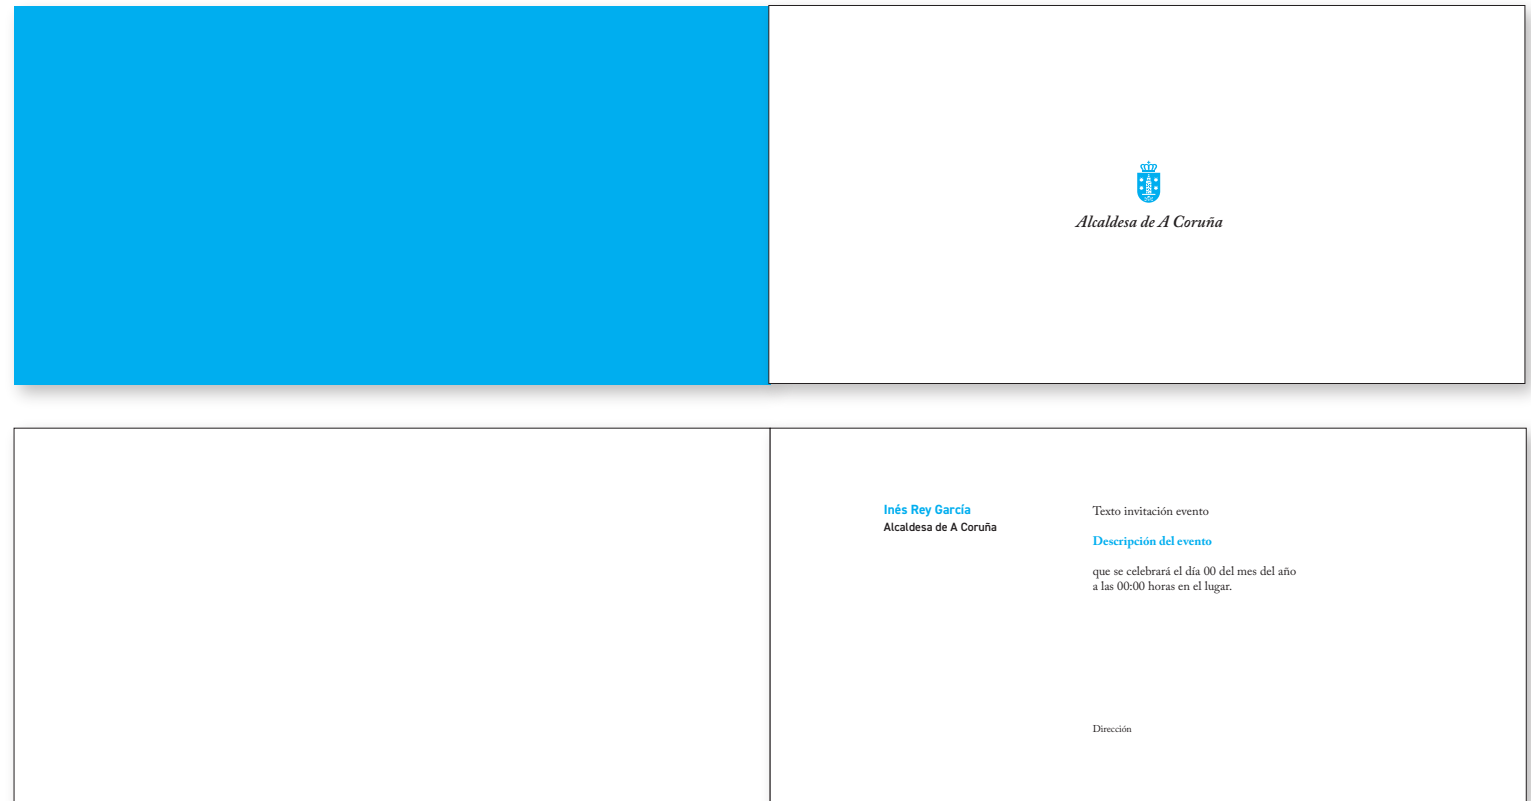 Alcaldesa de A Coruña
Inés Rey García
Alcaldesa de A Coruña
Texto invitación evento
Descripción del evento
que se celebrará el día 00 del mes del año
a las 00:00 horas en el lugar.
Dirección